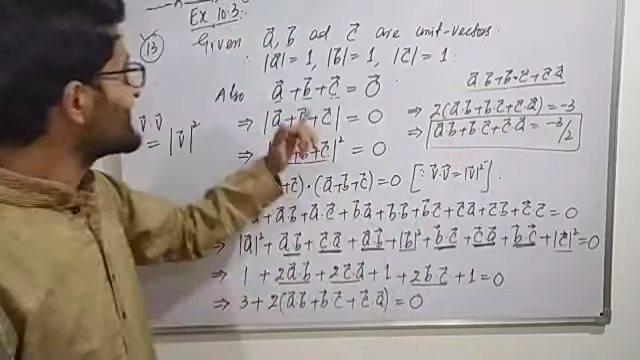 Ex 10.3:
13
Given a⃗, b⃗ ad c⃗ are unit-vectors.
∴ |a⃗| = 1, |b⃗| = 1, |c⃗| = 1.
Also a⃗ + b⃗ + c⃗ = 0⃗
⇒ |a⃗ + b⃗ + c⃗| = 0
⇒ + b⃗ + c⃗|² = 0
+ c⃗) · (a⃗ + b⃗ + c⃗) = 0 [∵ v⃗·v⃗ = |v⃗|²].
+ a⃗·b⃗ + a⃗·c⃗ + b⃗·a⃗ + b⃗·b⃗ + b⃗·c⃗ + c⃗·a⃗ + c⃗·b⃗ + c⃗·c⃗ = 0
⇒ |a⃗|² + a⃗·b⃗ + c⃗·a⃗ + a⃗·b⃗ + |b⃗|² + b⃗·c⃗ + c⃗·a⃗ + b⃗·c⃗ + |c⃗|² = 0
⇒ 1 + 2a⃗·b⃗ + 2c⃗·a⃗ + 1 + 2b⃗·c⃗ + 1 = 0
⇒ 3 + 2(a⃗·b⃗ + b⃗·c⃗ + c⃗·a⃗) = 0
v⃗·v⃗
= |v⃗|²
a⃗·b⃗ + b⃗·c⃗ + c⃗·a⃗
⇒ 2(a⃗·b⃗ + b⃗·c⃗ + c⃗·a⃗) = -3
⇒ a⃗·b⃗ + b⃗·c⃗ + c⃗·a⃗ = -3/2